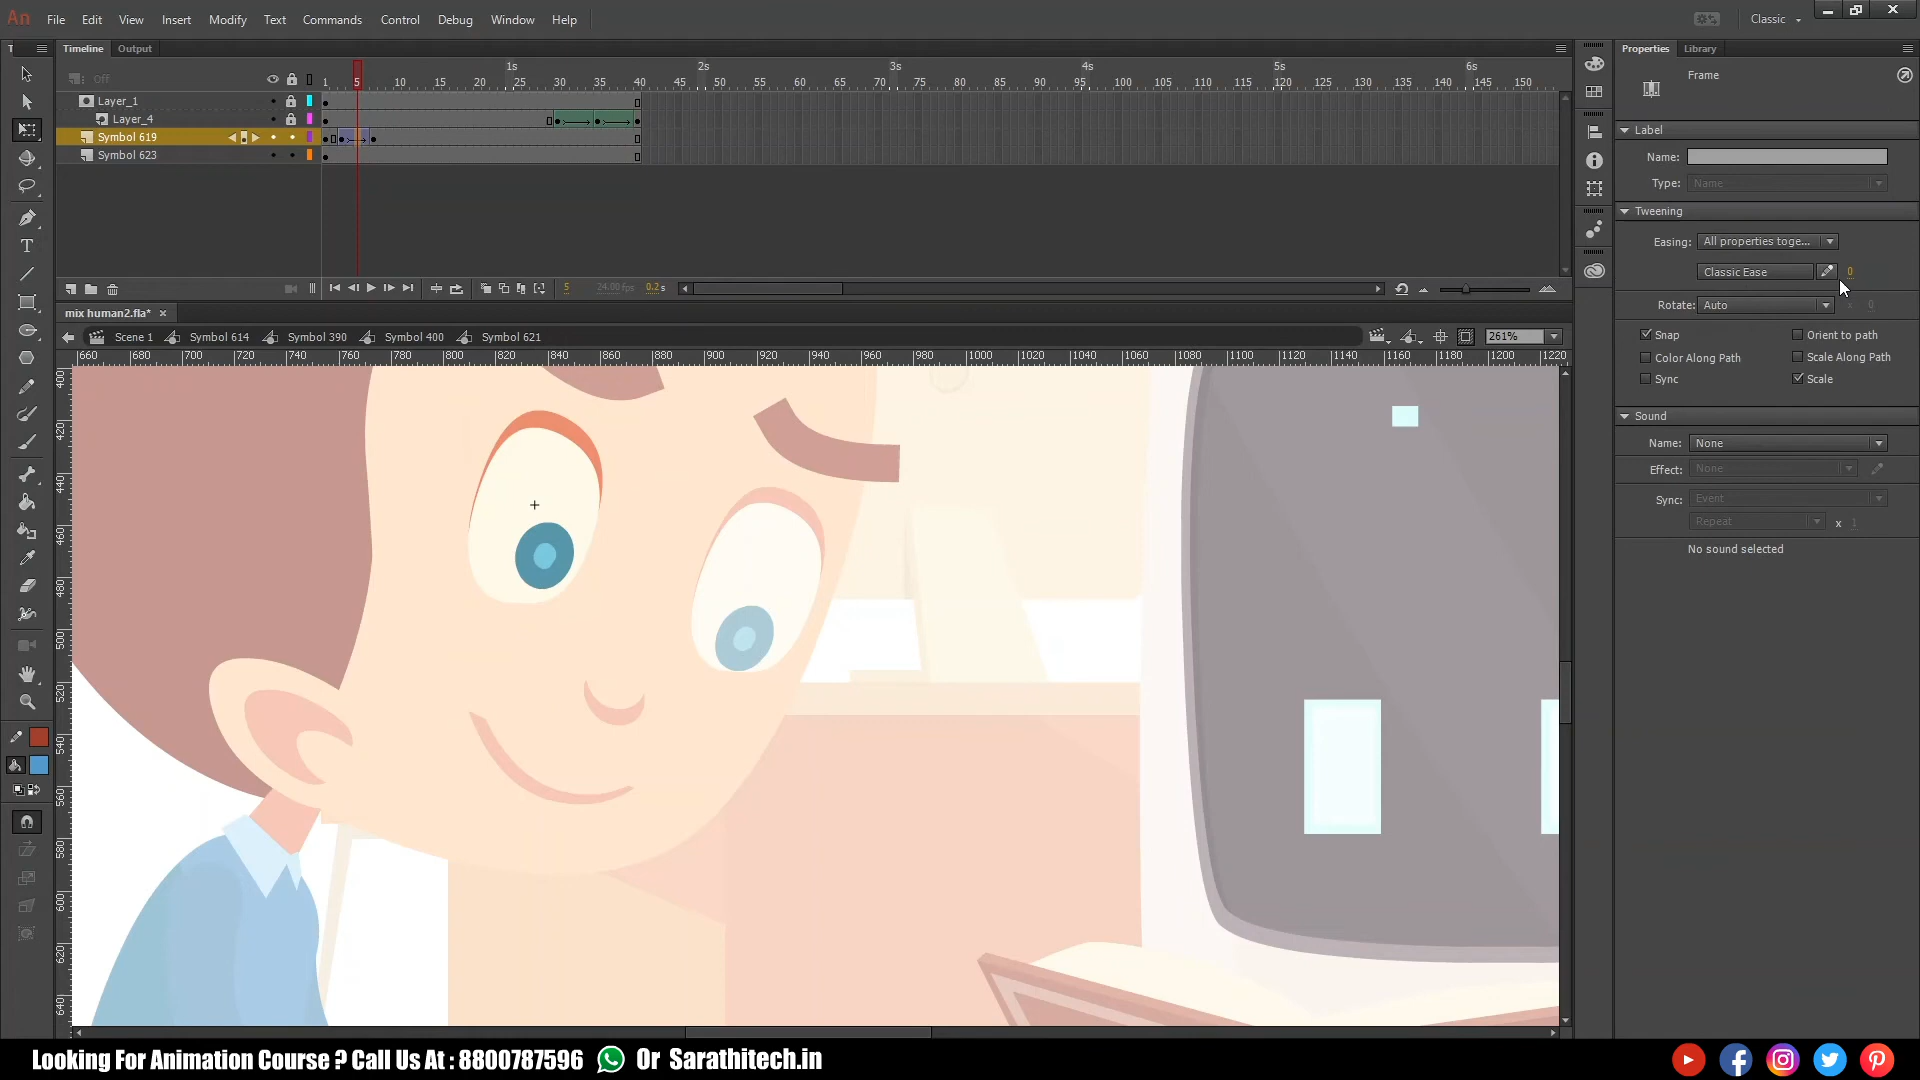 An File Edit View Insert Modify Text Commands Control Debug Window Help Classic
Timeline Output
Properties Library
Off
1s 2s 3s 4s 5s 6s
1 5 10 15 20 25 30 35 40 45 50 55 60 65 70 75 80 85 90 95 100 105 110 115 120 125 130 135 140 145 150
Layer_1
Layer_4
Symbol 619
Symbol 623
5 24.00 fps 0.2 s
mix human2.fla*
Scene 1 Symbol 614 Symbol 390 Symbol 400 Symbol 621 261%
660 680 700 720 740 760 780 800 820 840 860 880 900 920 940 960 980 1000 1020 1040 1060 1080 1100 1120 1140 1160 1180 1200 1220
400
420
440
460
480
500
520
540
560
580
600
620
640
Frame
Label
Name:
Type: Name
Tweening
Easing: All properties toge...
Classic Ease 0
Rotate: Auto x 0
Snap Orient to path
Color Along Path Scale Along Path
Sync Scale
Sound
Name: None
Effect: None
Sync: Event
Repeat x 1
No sound selected
Looking For Animation Course ? Call Us At : 8800787596 Or Sarathitech.in